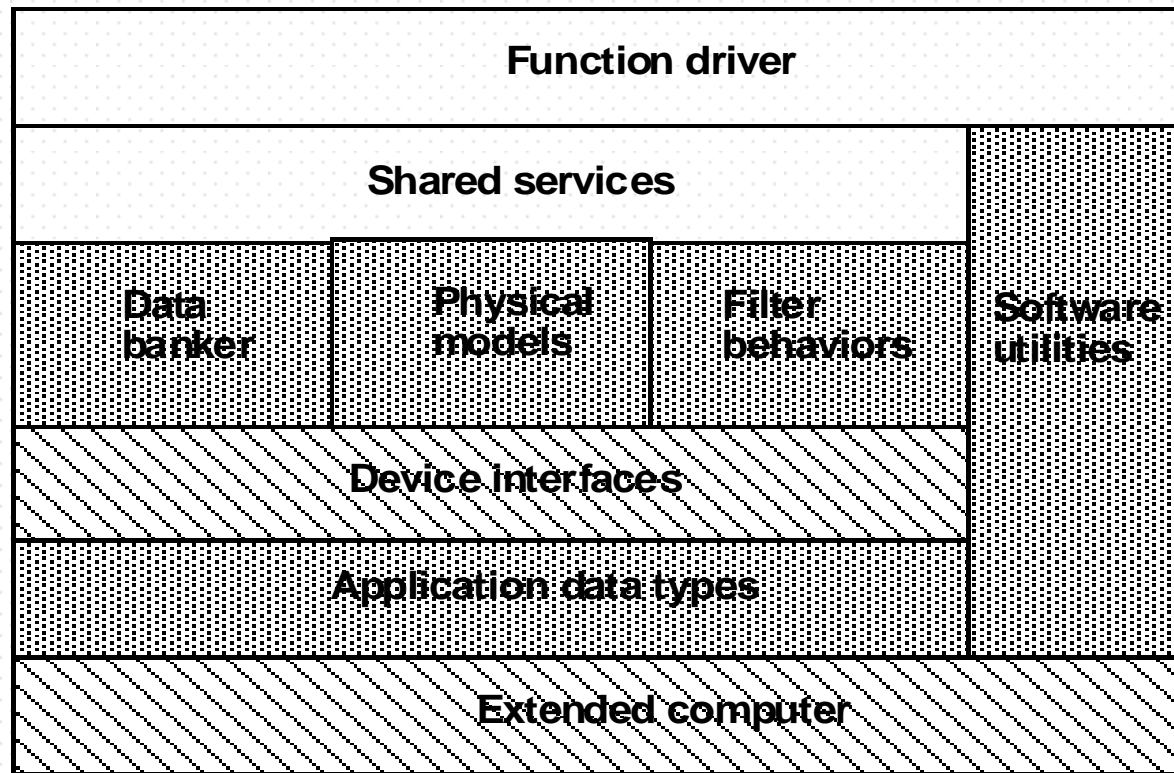 Function driver
Shared services
Data
banker
Physical
models
Filter
behaviors
Software
utilities
Device interfaces
Application data types
Extended computer